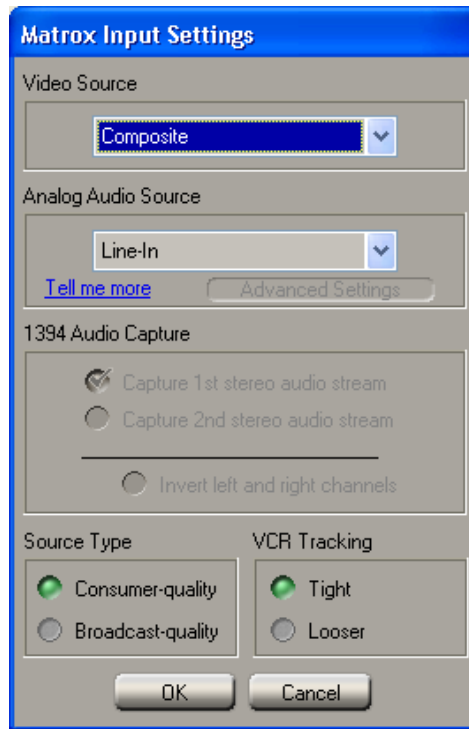 Matrox Input Settings
Video Source
Composite
Analog Audio Source
Line-In
Tell me more
Advanced Settings
1394 Audio Capture
Capture 1st stereo audio stream
Capture 2nd stereo audio stream
Invert left and right channels
Source Type
Consumer-quality
Broadcast-quality
VCR Tracking
Tight
Looser
OK
Cancel